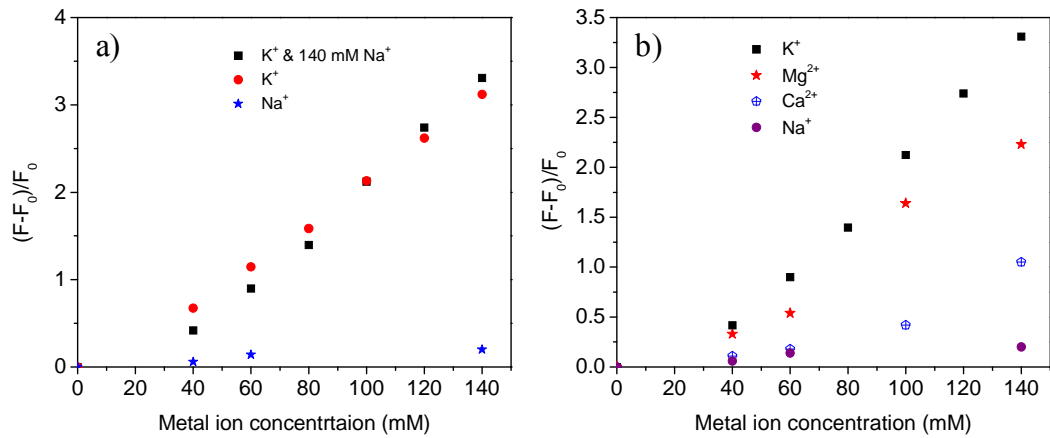 a)
K⁺ & 140 mM Na⁺
K⁺
Na⁺
4
3
2
1
0
(F-F₀)/F₀
0 20 40 60 80 100 120 140
Metal ion concentrtaion (mM)
b)
K⁺
Mg²⁺
Ca²⁺
Na⁺
3.5
3.0
2.5
2.0
1.5
1.0
0.5
0.0
(F-F₀)/F₀
0 20 40 60 80 100 120 140
Metal ion concentration (mM)